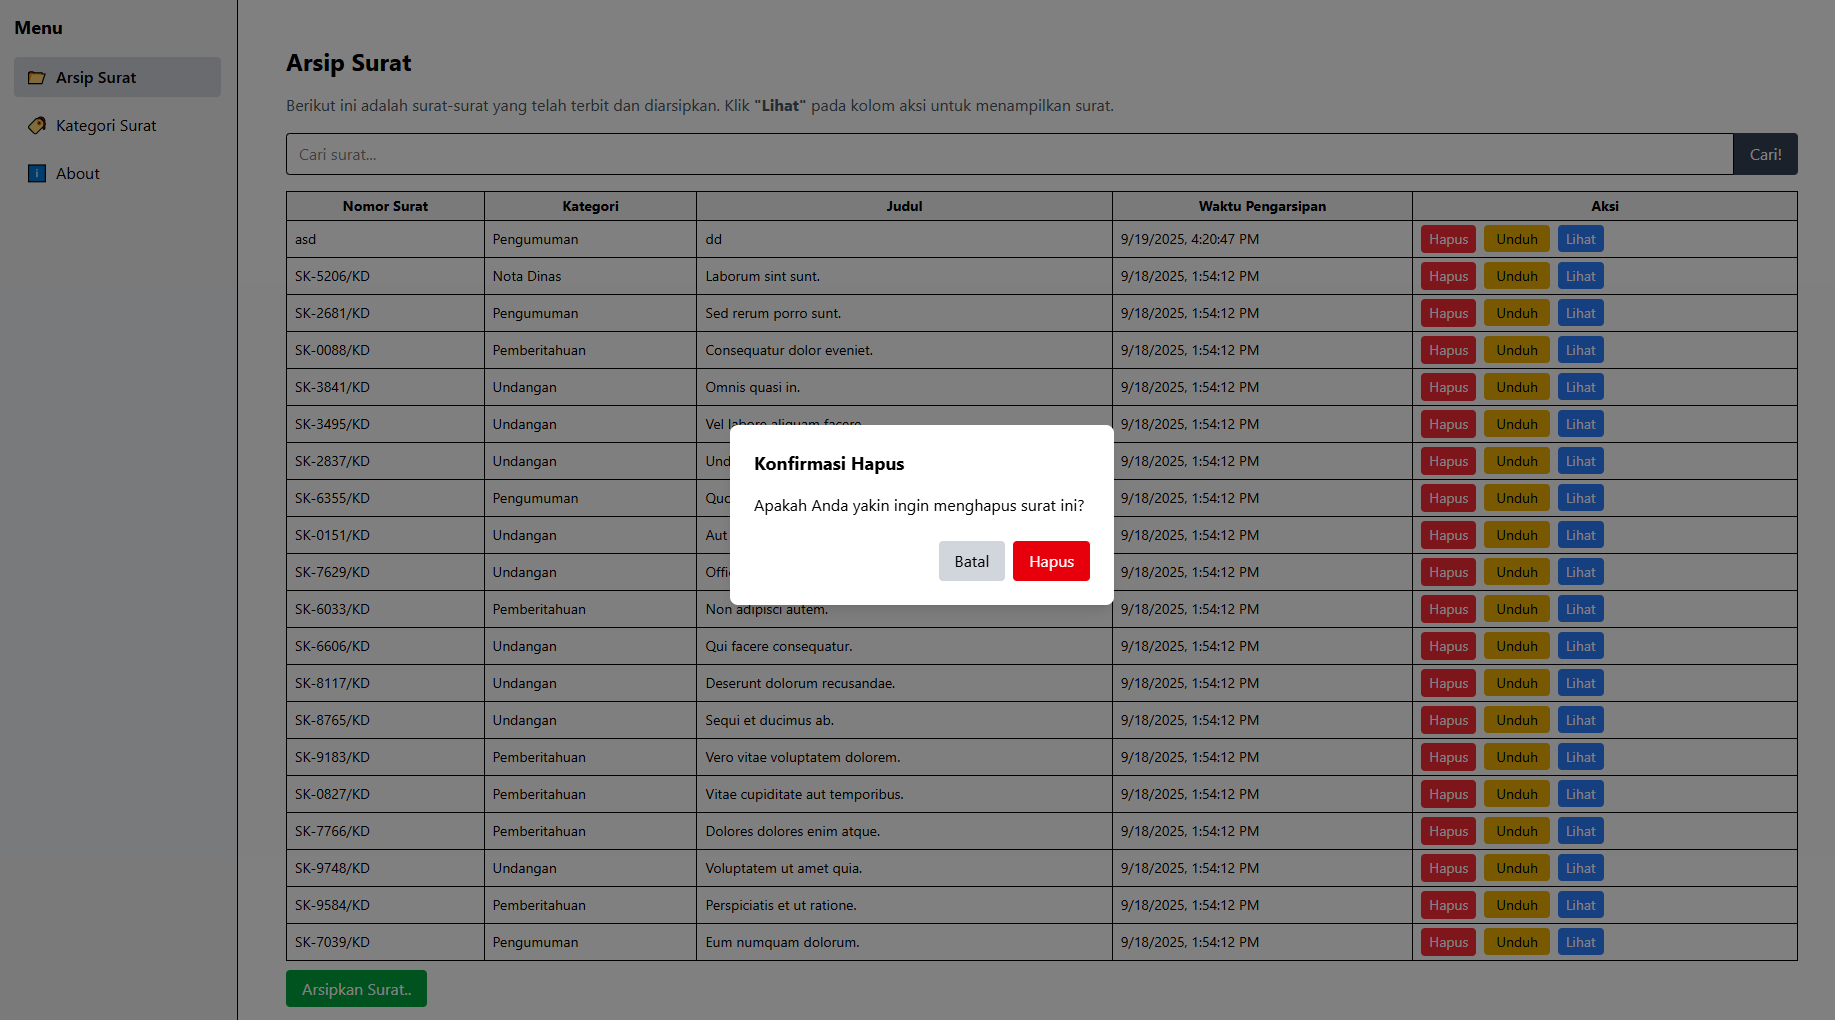 Menu
Arsip Surat
Kategori Surat
About
Arsip Surat
Berikut ini adalah surat-surat yang telah terbit dan diarsipkan. Klik "Lihat" pada kolom aksi untuk menampilkan surat.
Cari surat... Cari!
Nomor Surat Kategori Judul Waktu Pengarsipan Aksi
asd Pengumuman dd 9/19/2025, 4:20:47 PM Hapus Unduh Lihat
SK-5206/KD Nota Dinas Laborum sint sunt. 9/18/2025, 1:54:12 PM Hapus Unduh Lihat
SK-2681/KD Pengumuman Sed rerum porro sunt. 9/18/2025, 1:54:12 PM Hapus Unduh Lihat
SK-0088/KD Pemberitahuan Consequatur dolor eveniet. 9/18/2025, 1:54:12 PM Hapus Unduh Lihat
SK-3841/KD Undangan Omnis quasi in. 9/18/2025, 1:54:12 PM Hapus Unduh Lihat
SK-3495/KD Undangan Vel labore aliquam facere. 9/18/2025, 1:54:12 PM Hapus Unduh Lihat
SK-2837/KD Undangan 9/18/2025, 1:54:12 PM Hapus Unduh Lihat
SK-6355/KD Pengumuman 9/18/2025, 1:54:12 PM Hapus Unduh Lihat
SK-0151/KD Undangan Aut 9/18/2025, 1:54:12 PM Hapus Unduh Lihat
SK-7629/KD Undangan 9/18/2025, 1:54:12 PM Hapus Unduh Lihat
SK-6033/KD Pemberitahuan Non adipisci autem. 9/18/2025, 1:54:12 PM Hapus Unduh Lihat
SK-6606/KD Undangan Qui facere consequatur. 9/18/2025, 1:54:12 PM Hapus Unduh Lihat
SK-8117/KD Undangan Deserunt dolorum recusandae. 9/18/2025, 1:54:12 PM Hapus Unduh Lihat
SK-8765/KD Undangan Sequi et ducimus ab. 9/18/2025, 1:54:12 PM Hapus Unduh Lihat
SK-9183/KD Pemberitahuan Vero vitae voluptatem dolorem. 9/18/2025, 1:54:12 PM Hapus Unduh Lihat
SK-0827/KD Pemberitahuan Vitae cupiditate aut temporibus. 9/18/2025, 1:54:12 PM Hapus Unduh Lihat
SK-7766/KD Pemberitahuan Dolores dolores enim atque. 9/18/2025, 1:54:12 PM Hapus Unduh Lihat
SK-9748/KD Undangan Voluptatem ut amet quia. 9/18/2025, 1:54:12 PM Hapus Unduh Lihat
SK-9584/KD Pemberitahuan Perspiciatis et ut ratione. 9/18/2025, 1:54:12 PM Hapus Unduh Lihat
SK-7039/KD Pengumuman Eum numquam dolorum. 9/18/2025, 1:54:12 PM Hapus Unduh Lihat
Arsipkan Surat..
Konfirmasi Hapus
Apakah Anda yakin ingin menghapus surat ini?
Batal Hapus